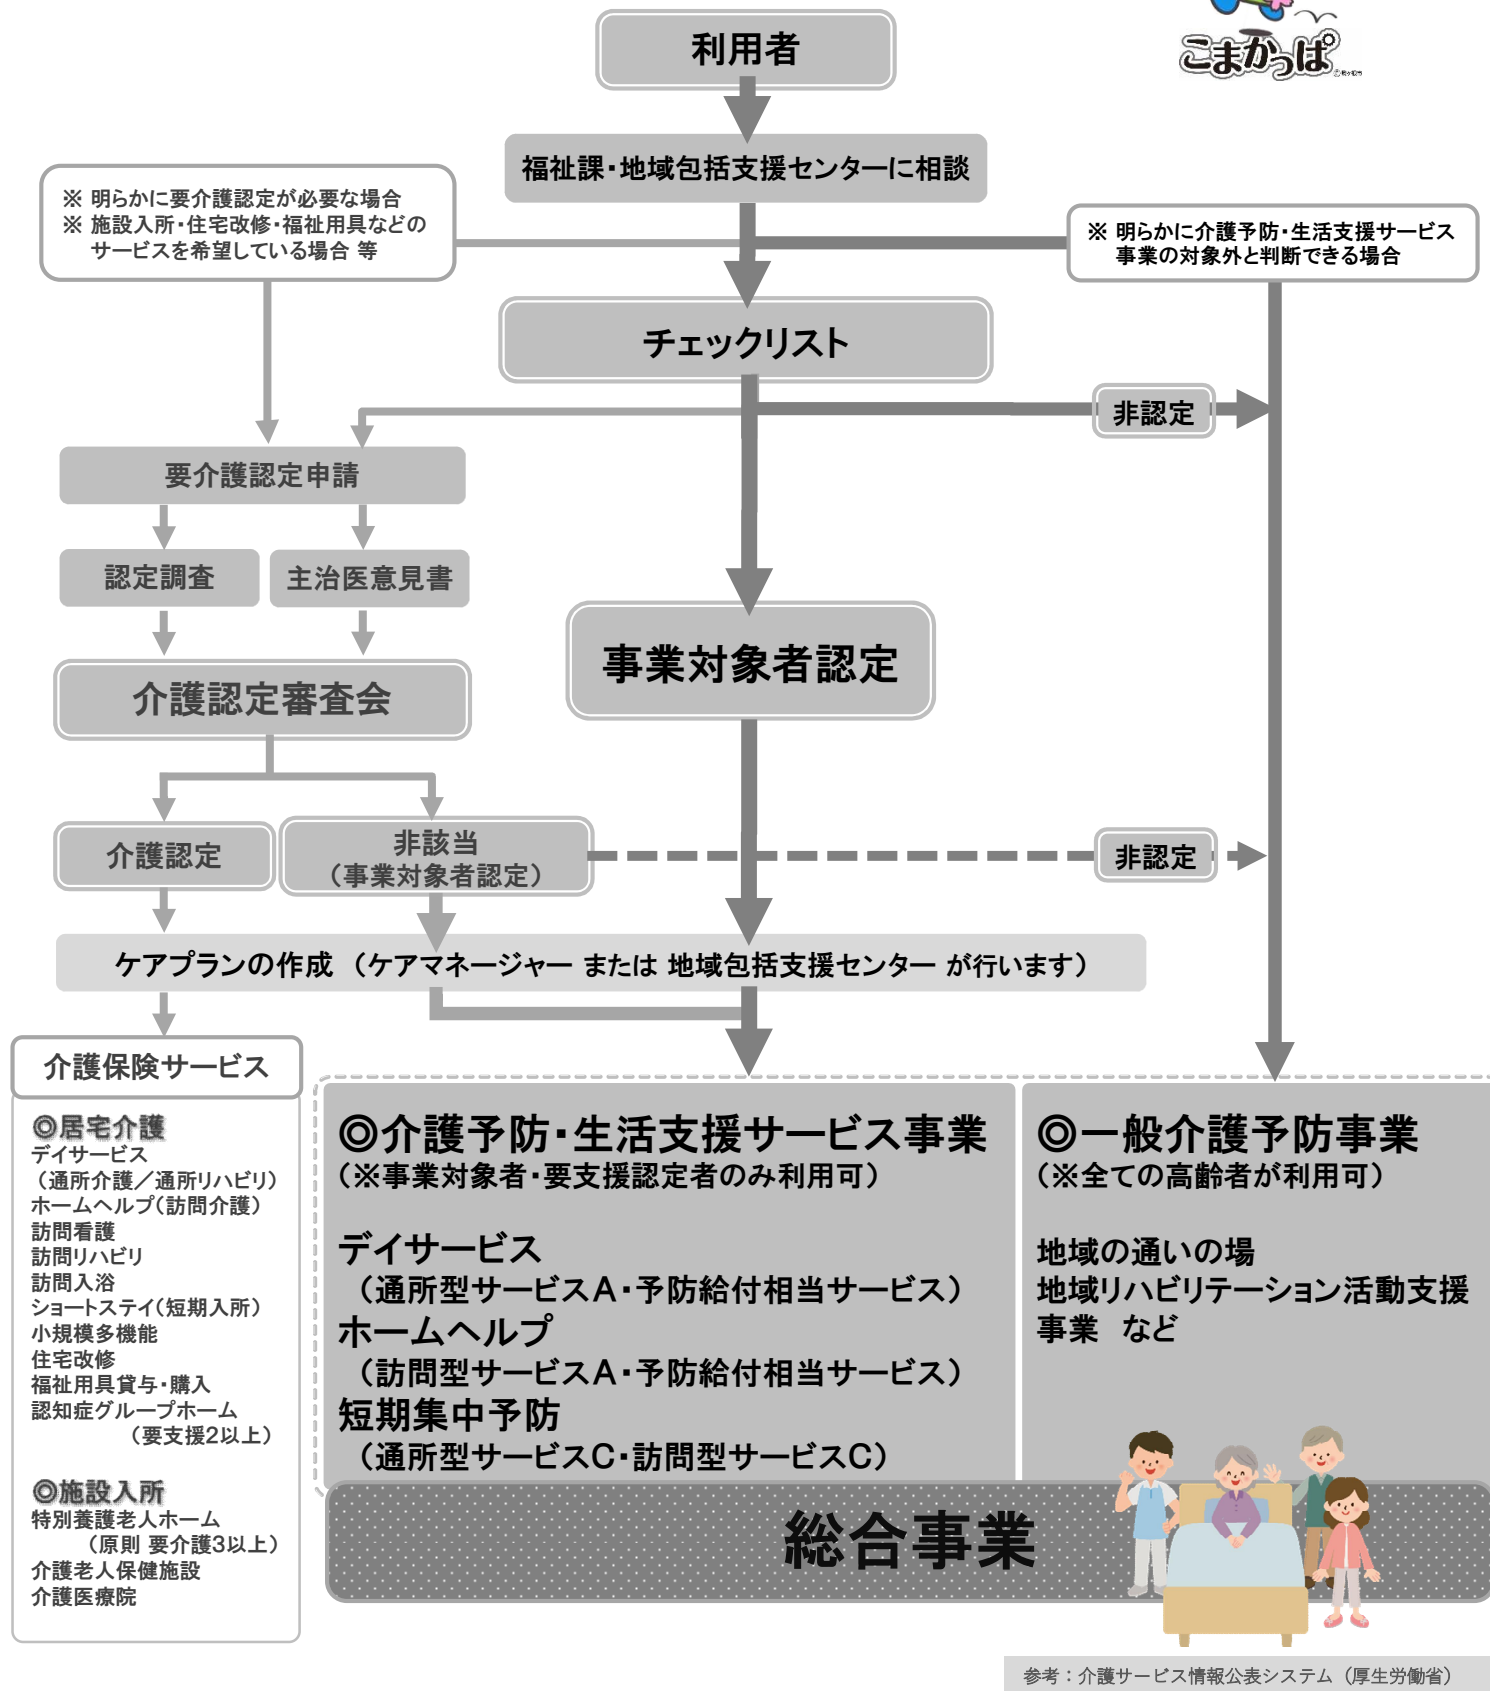 こまかっぱ
利用者
福祉課・地域包括支援センターに相談
※ 明らかに要介護認定が必要な場合
※ 施設入所・住宅改修・福祉用具などの
サービスを希望している場合 等
※ 明らかに介護予防・生活支援サービス
事業の対象外と判断できる場合
チェックリスト
非認定
要介護認定申請
認定調査
主治医意見書
事業対象者認定
介護認定審査会
介護認定
非該当
（事業対象者認定）
非認定
ケアプランの作成 （ケアマネージャー または 地域包括支援センター が行います）
介護保険サービス
◎居宅介護
デイサービス
（通所介護／通所リハビリ）
ホームヘルプ（訪問介護）
訪問看護
訪問リハビリ
訪問入浴
ショートステイ（短期入所）
小規模多機能
住宅改修
福祉用具貸与・購入
認知症グループホーム
（要支援2以上）
◎施設入所
特別養護老人ホーム
（原則 要介護3以上）
介護老人保健施設
介護医療院
◎介護予防・生活支援サービス事業
（※事業対象者・要支援認定者のみ利用可）
デイサービス
（通所型サービスA・予防給付相当サービス）
ホームヘルプ
（訪問型サービスA・予防給付相当サービス）
短期集中予防
（通所型サービスC・訪問型サービスC）
◎一般介護予防事業
（※全ての高齢者が利用可）
地域の通いの場
地域リハビリテーション活動支援
事業 など
総合事業
参考：介護サービス情報公表システム（厚生労働省）